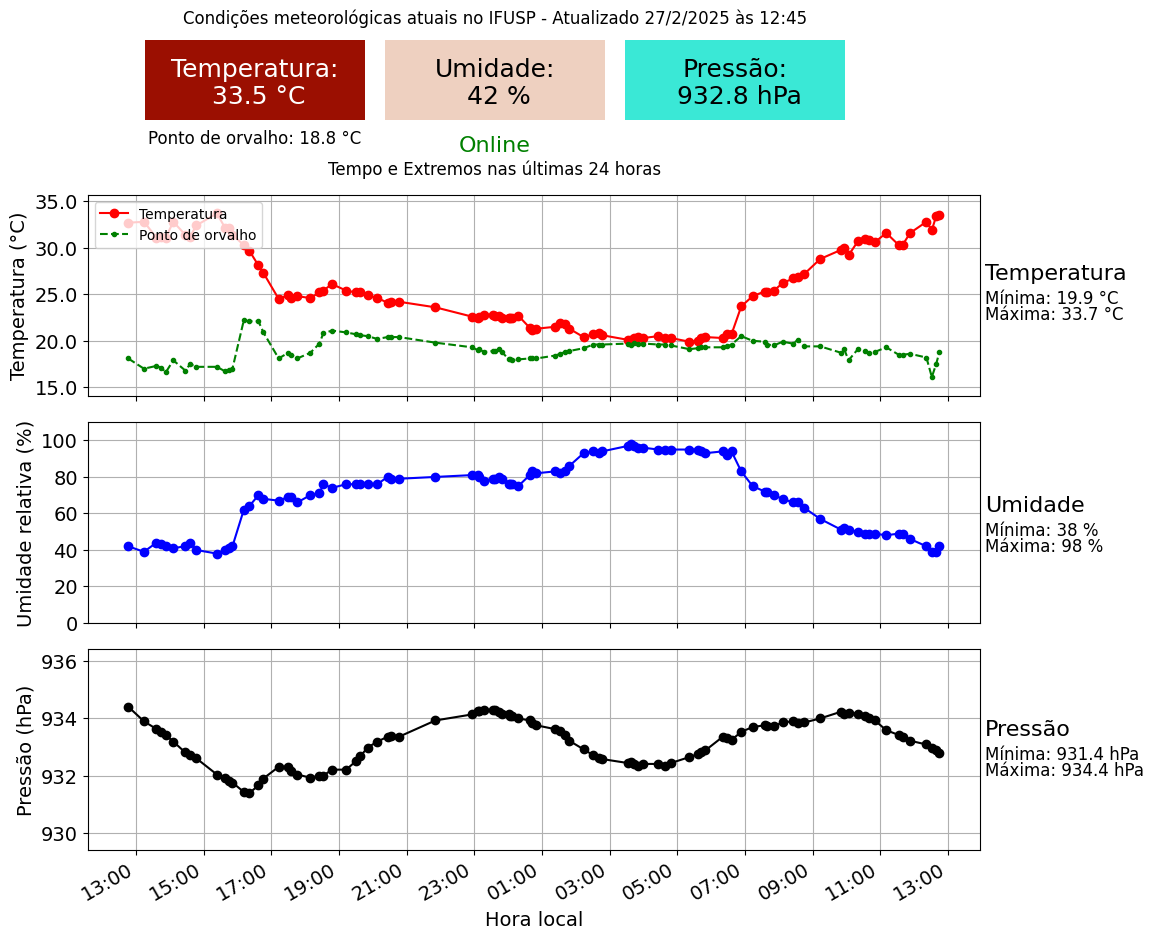 Condições meteorológicas atuais no IFUSP - Atualizado 27/2/2025 às 12:45
Temperatura:
33.5 °C
Umidade:
42 %
Pressão:
932.8 hPa
Ponto de orvalho: 18.8 °C
Online
Tempo e Extremos nas últimas 24 horas
Temperatura (°C)
35.0
30.0
25.0
20.0
15.0
Temperatura
Ponto de orvalho
Temperatura
Mínima: 19.9 °C
Máxima: 33.7 °C
Umidade relativa (%)
100
80
60
40
20
0
Umidade
Mínima: 38 %
Máxima: 98 %
Pressão (hPa)
936
934
932
930
Pressão
Mínima: 931.4 hPa
Máxima: 934.4 hPa
13:00
15:00
17:00
19:00
21:00
23:00
01:00
03:00
05:00
07:00
09:00
11:00
13:00
Hora local